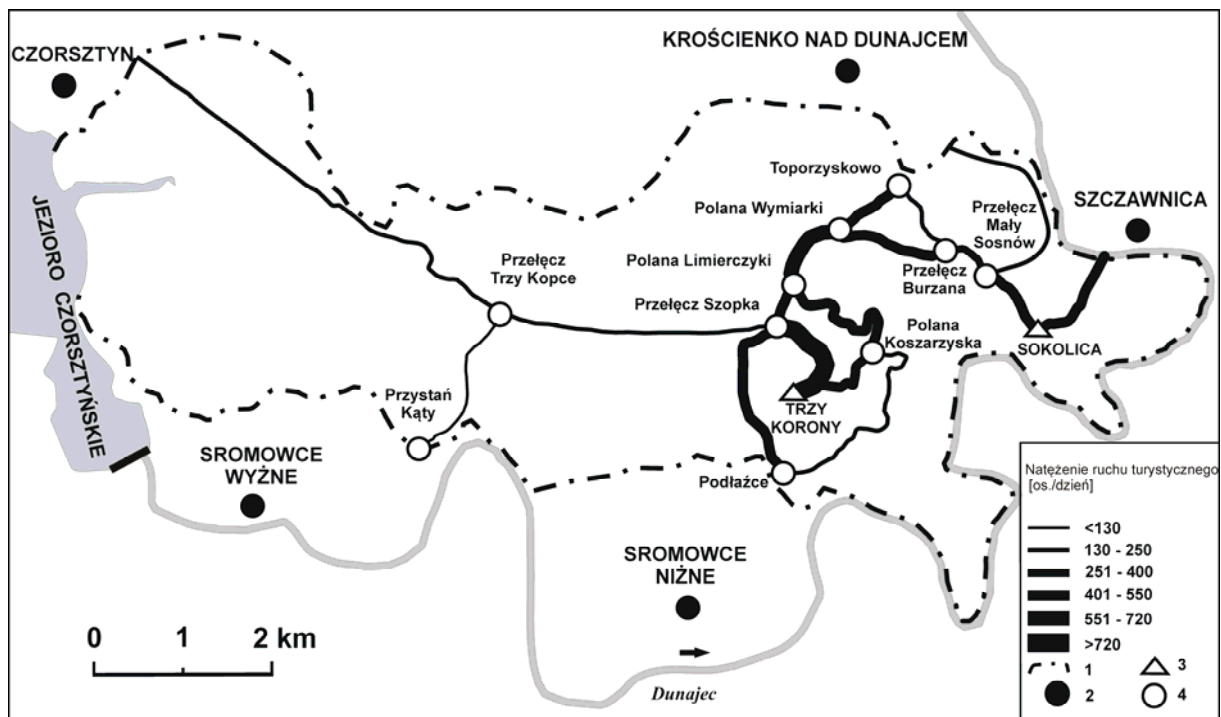 CZORSZTYN
KROŚCIENKO NAD DUNAJCEM
Toporzyskowo
Polana Wymiarki
Przełęcz
Mały
Sosnów
SZCZAWNICA
JEZIORO CZORSZTYŃSKIE
Przełęcz
Trzy Kopce
Polana Limierczyki
Przełęcz
Burzana
Przełęcz Szopka
Polana
Koszarzyska
SOKOLICA
Przystań
Kąty
TRZY
KORONY
SROMOWCE
WYŻNE
Podłaźce
SROMOWCE
NIŻNE
0 1 2 km
Dunajec
Natężenie ruchu turystycznego
[os./dzień]
<130
130 - 250
251 - 400
401 - 550
551 - 720
>720
1 3
2 4